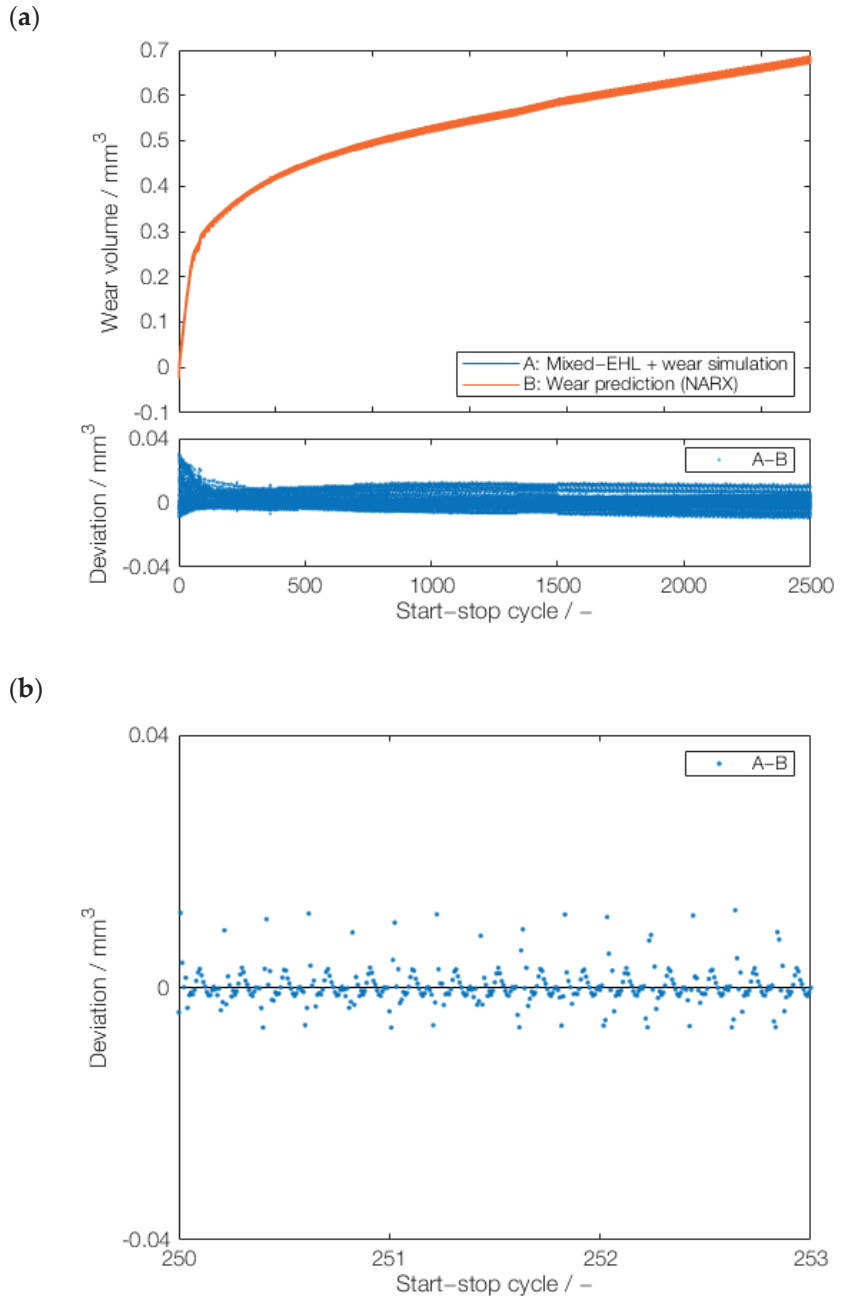 (a)
0.7
0.6
0.5
0.4
0.3
0.2
0.1
0
-0.1
Wear volume / mm³
A: Mixed−EHL + wear simulation
B: Wear prediction (NARX)
0.04
0
-0.04
Deviation / mm³
A−B
0 500 1000 1500 2000 2500
Start−stop cycle / −
(b)
0.04
0
-0.04
Deviation / mm³
A−B
250 251 252 253
Start−stop cycle / −